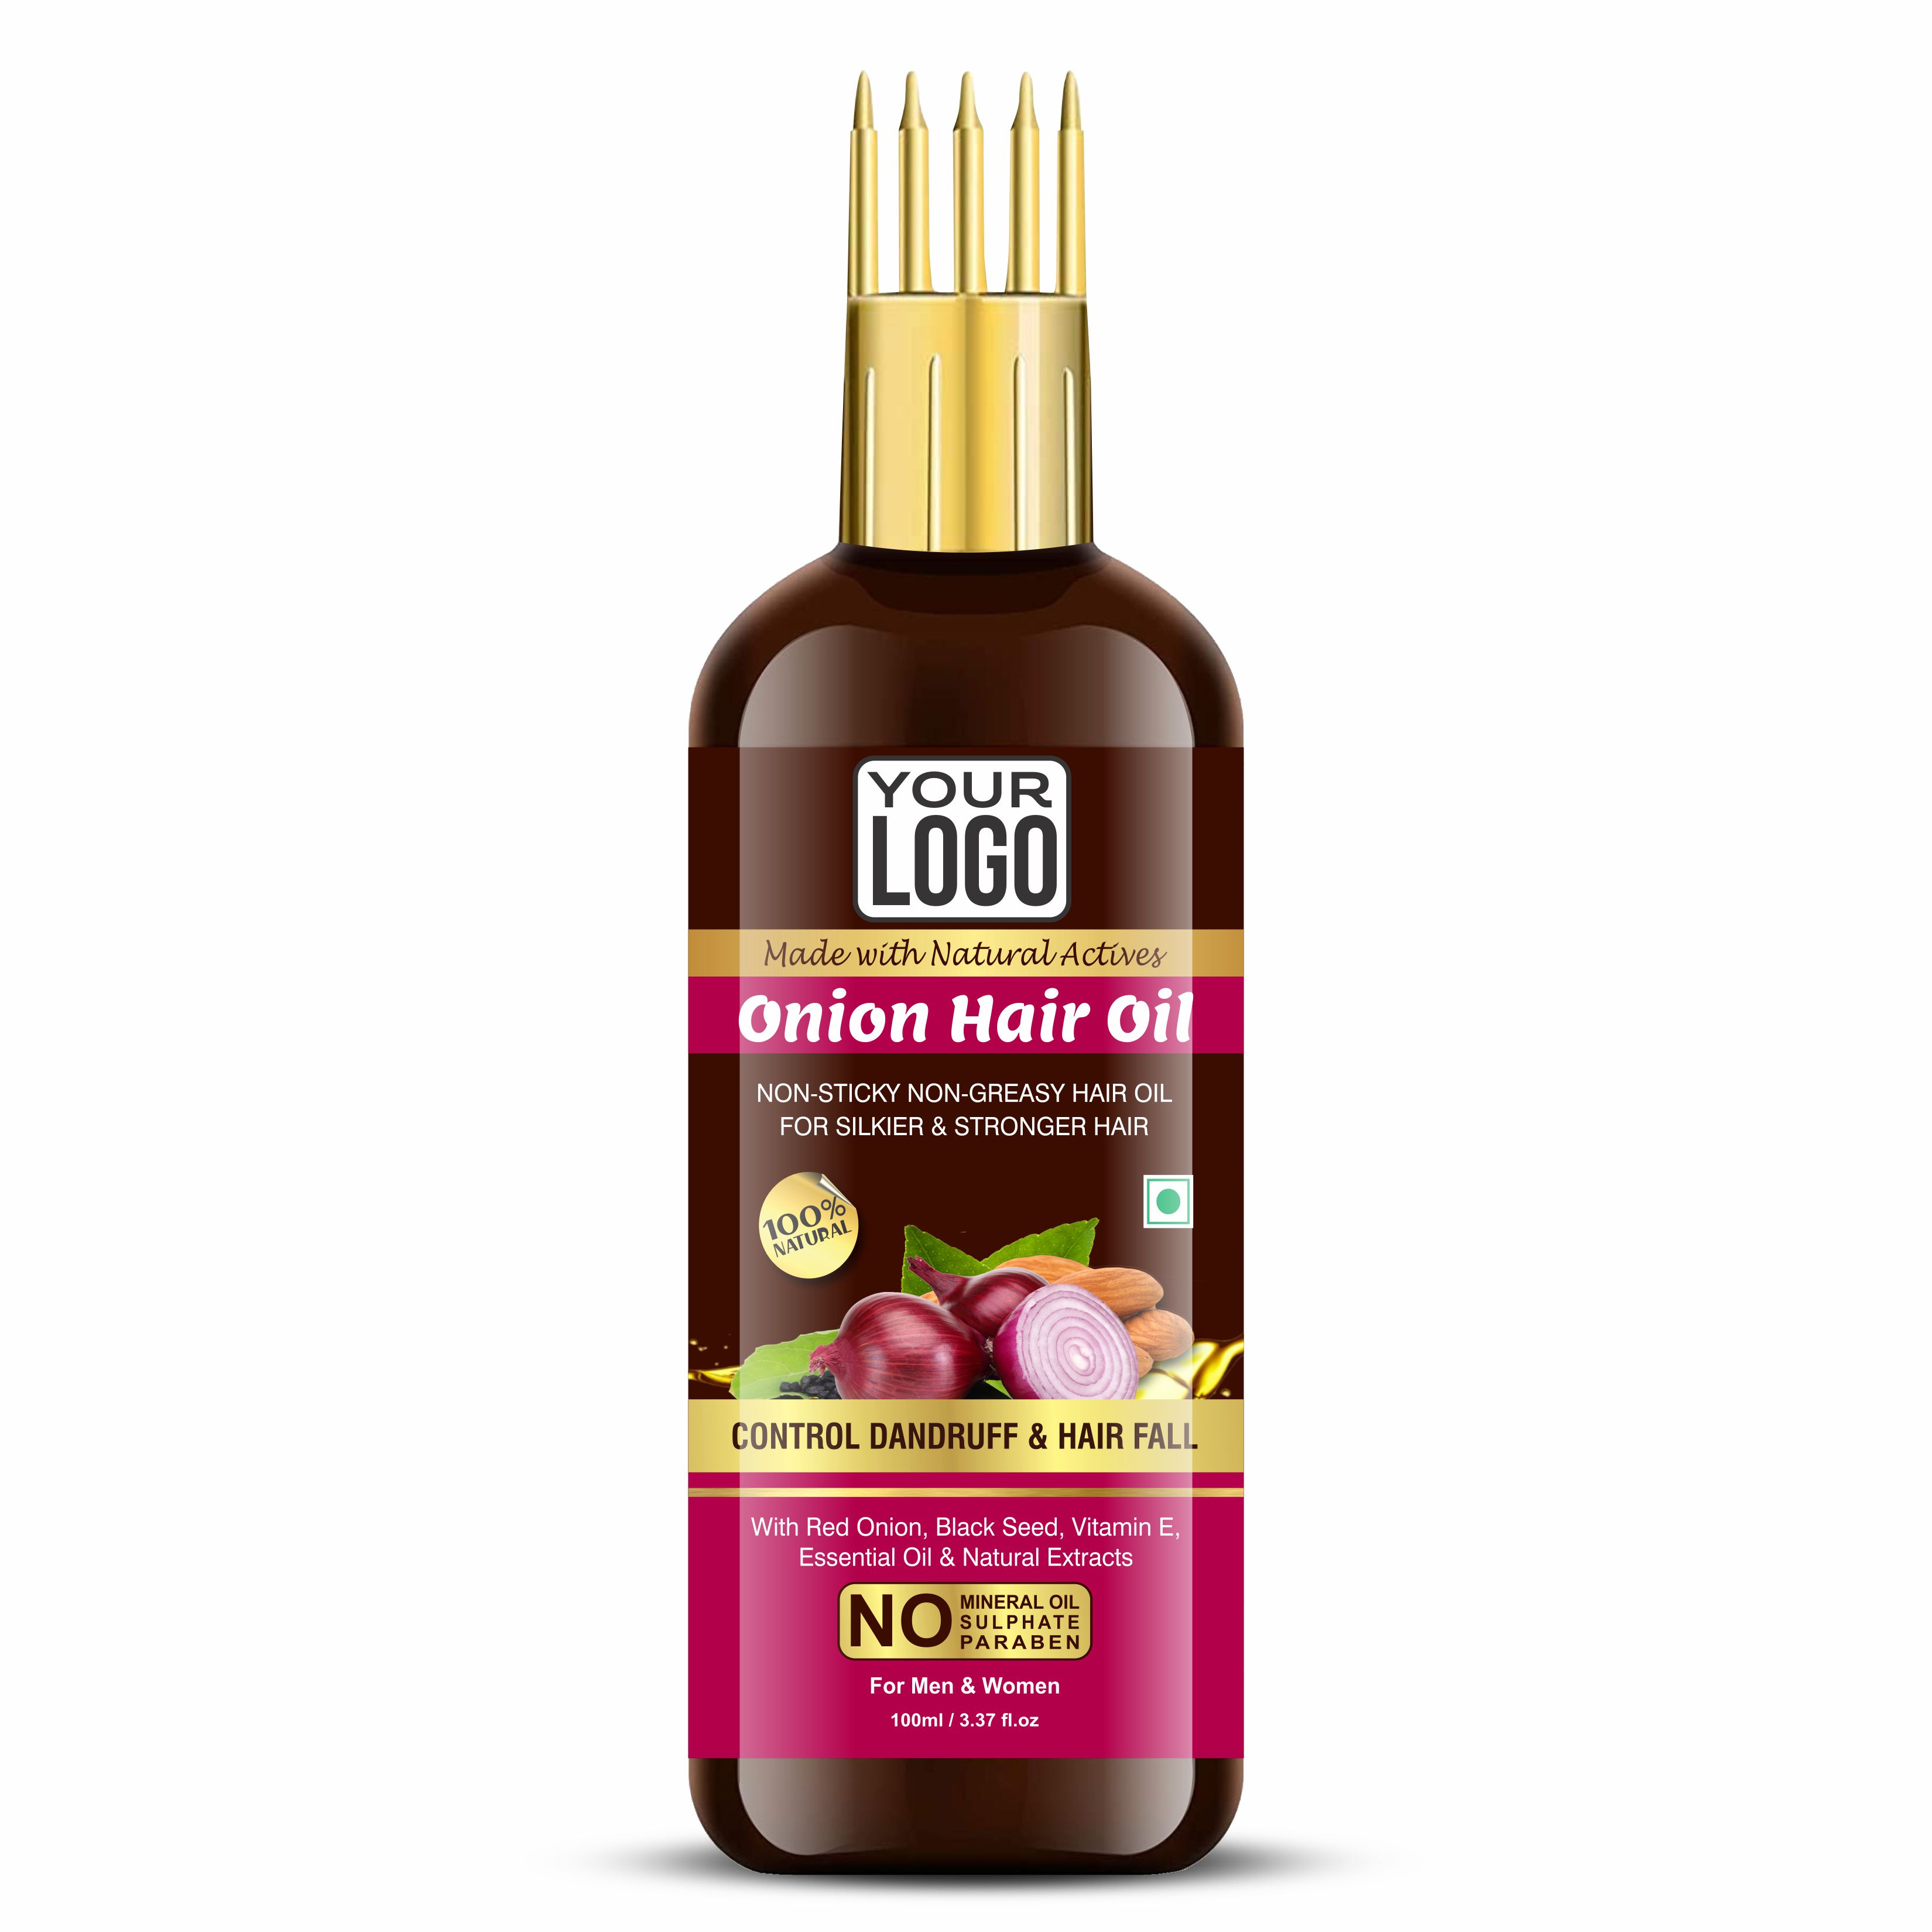 YOUR
LOGO
Made with Natural Actives
Onion Hair Oil
NON-STICKY NON-GREASY HAIR OIL
FOR SILKIER & STRONGER HAIR
100%
NATURAL
CONTROL DANDRUFF & HAIR FALL
With Red Onion, Black Seed, Vitamin E,
Essential Oil & Natural Extracts
NO
MINERAL OIL
SULPHATE
PARABEN
For Men & Women
100ml / 3.37 fl.oz